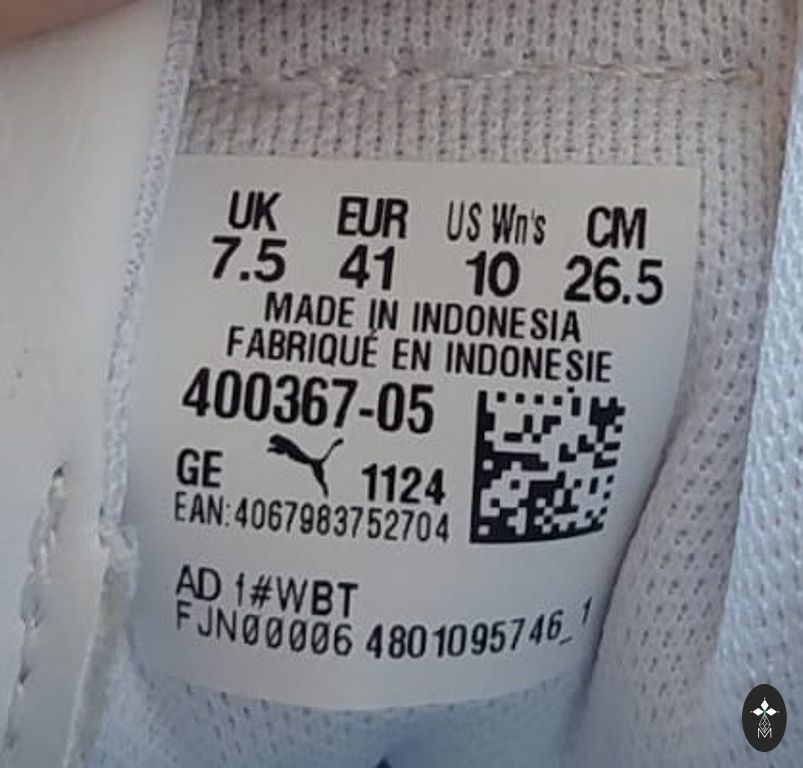 UK EUR US Wn's CM
7.5 41 10 26.5
MADE IN INDONESIA
FABRIQUÉ EN INDONESIE
400367-05
GE 1124
EAN:4067983752704
AD 1#WBT
FJN00006 4801095746_1
M